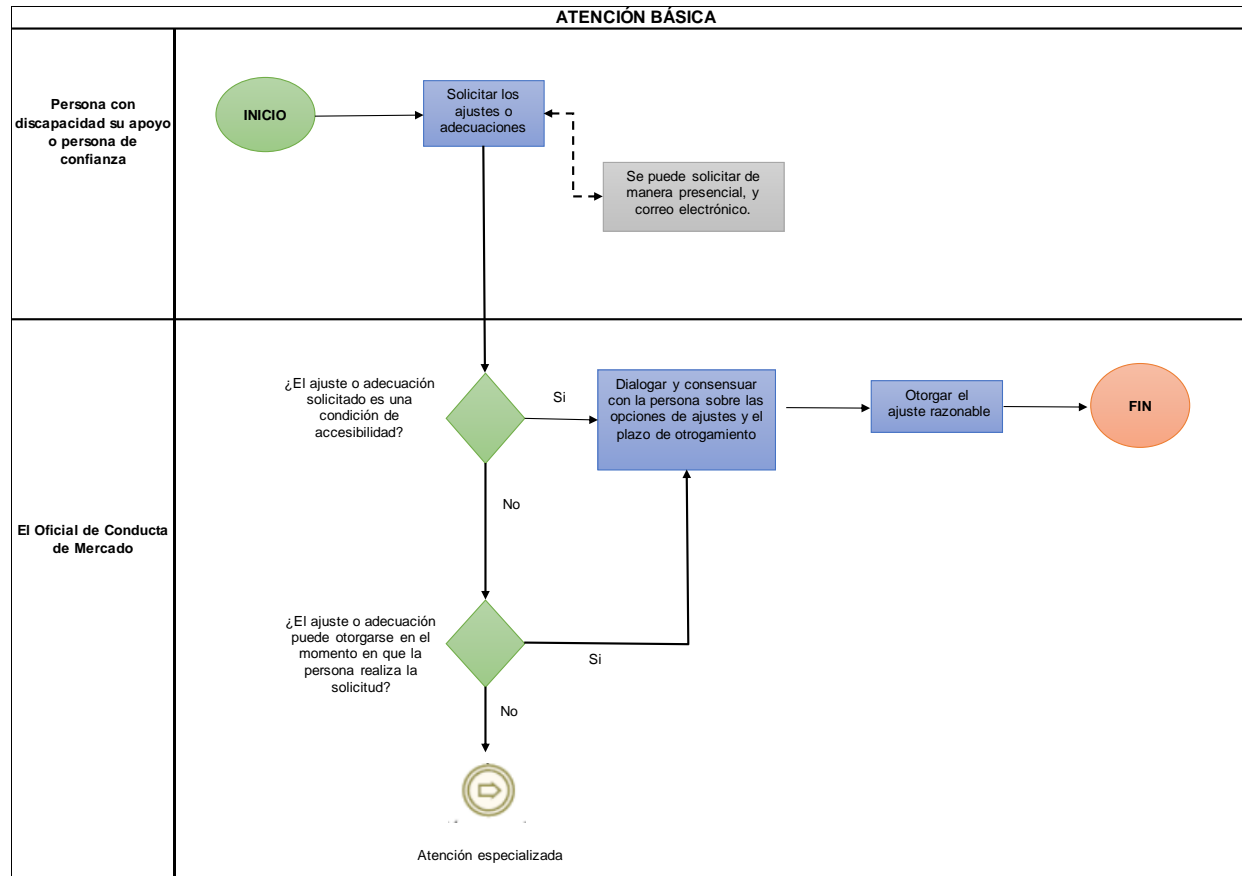 ATENCIÓN BÁSICA
Persona con
discapacidad su apoyo
o persona de
confianza
INICIO
Solicitar los
ajustes o
adecuaciones
Se puede solicitar de
manera presencial, y
correo electrónico.
El Oficial de Conducta
de Mercado
¿El ajuste o adecuación
solicitado es una
condición de
accesibilidad?
Si
Dialogar y consensuar
con la persona sobre las
opciones de ajustes y el
plazo de otrogamiento
Otorgar el
ajuste razonable
FIN
No
¿El ajuste o adecuación
puede otorgarse en el
momento en que la
persona realiza la
solicitud?
Si
No
Atención especializada